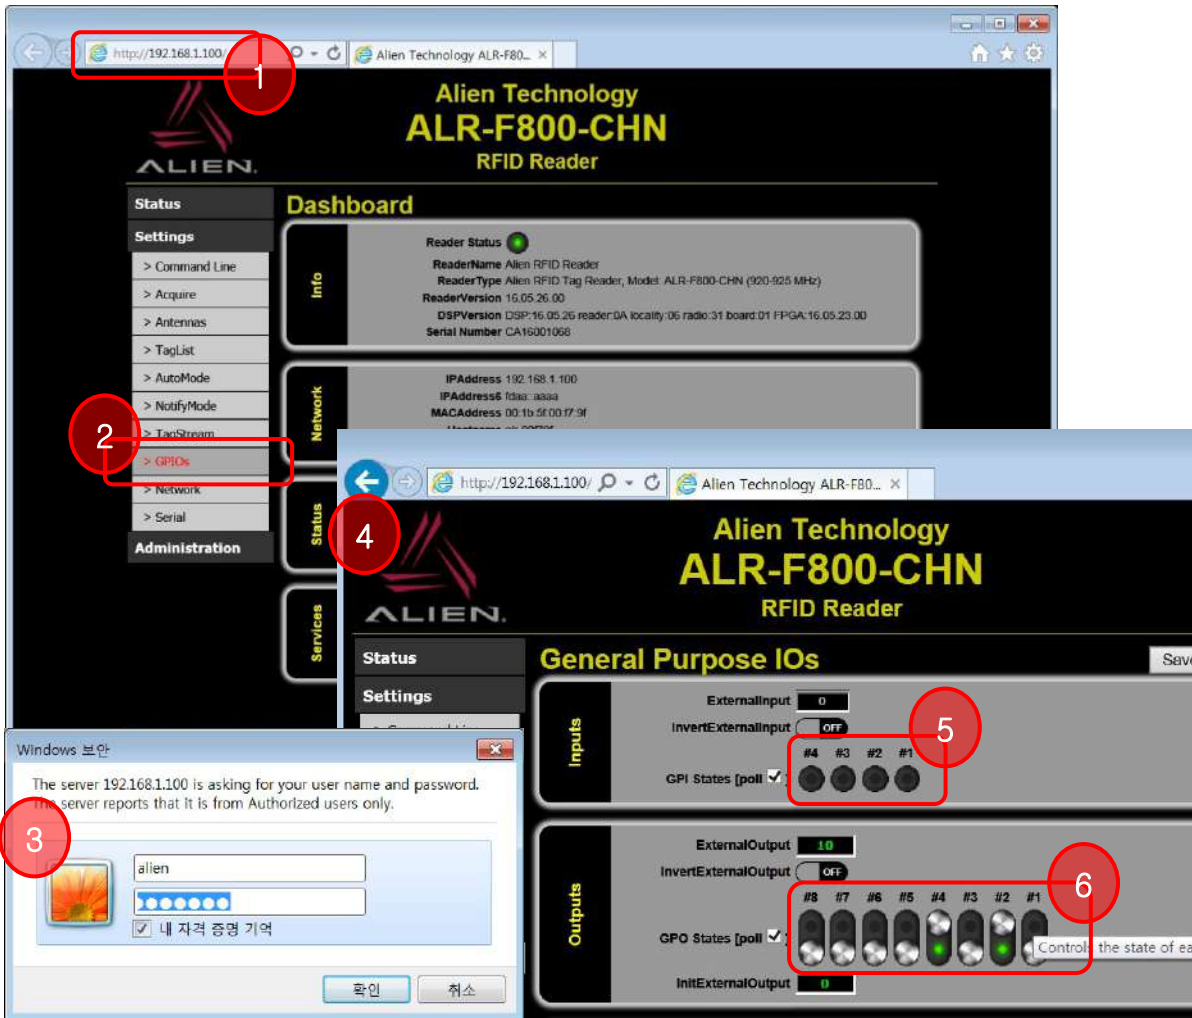 http://192.168.1.100/
Alien Technology ALR-F80...
1
ALIEN.
Alien Technology
ALR-F800-CHN
RFID Reader
Status
Settings
> Command Line
> Acquire
> Antennas
> TagList
> AutoMode
> NotifyMode
> TagStream
> GPIOs
> Network
> Serial
Administration
2
Dashboard
Info
Reader Status
ReaderName Alien RFID Reader
ReaderType Alien RFID Tag Reader, Model: ALR-F800-CHN (920-925 MHz)
ReaderVersion 16.05.26.00
DSPVersion DSP:16.05.26 reader:0A locality:06 radio:31 board:01 FPGA:16.05.23.00
Serial Number CA16001068
Network
IPAddress 192.168.1.100
IPAddress6 fdaa::aaaa
MACAddress 00:1b:5f:00:f7:9f
Status
Services
http://192.168.1.100/
Alien Technology ALR-F80...
4
ALIEN.
Alien Technology
ALR-F800-CHN
RFID Reader
Status
Settings
General Purpose IOs
Save
Inputs
ExternalInput 0
InvertExternalInput OFF
5
#4 #3 #2 #1
GPI States [poll ]
Outputs
ExternalOutput 10
InvertExternalOutput OFF
6
#8 #7 #6 #5 #4 #3 #2 #1
GPO States [poll ]
Controls the state of ea
InitExternalOutput 0
Windows 보안
The server 192.168.1.100 is asking for your user name and password.
The server reports that it is from Authorized users only.
3
alien
내 자격 증명 기억
확인
취소